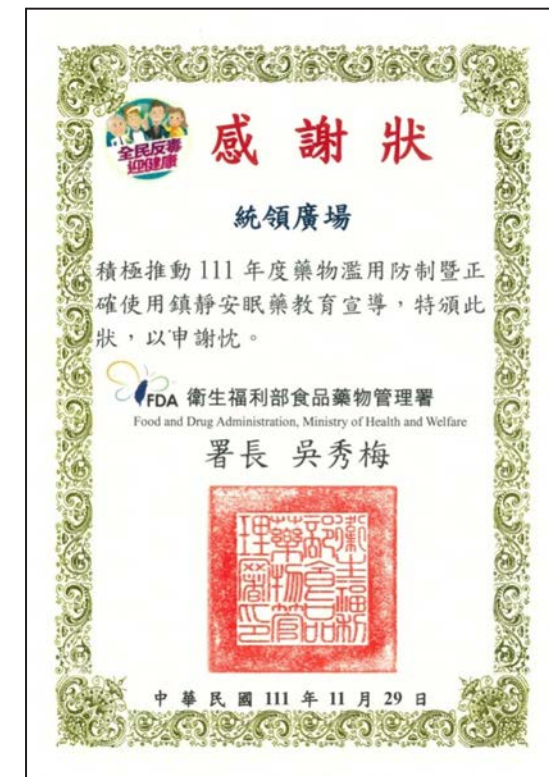 全民反毒
迎健康
感謝狀
統領廣場
積極推動111年度藥物濫用防制暨正
確使用鎮靜安眠藥教育宣導，特頒此
狀，以申謝忱。
FDA 衛生福利部食品藥物管理署
Food and Drug Administration, Ministry of Health and Welfare
署長 吳秀梅
衛生福利
部食品
藥物管
理署印
中華民國111年11月29日